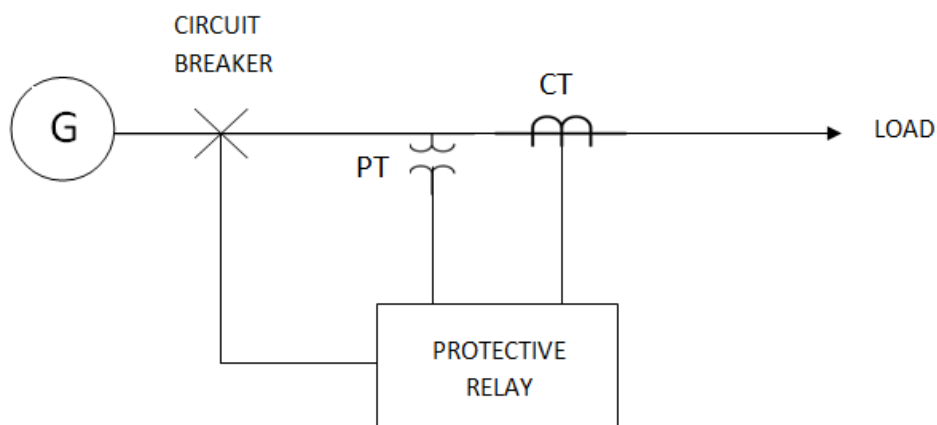 CIRCUIT
BREAKER
G
CT
LOAD
PT
PROTECTIVE
RELAY